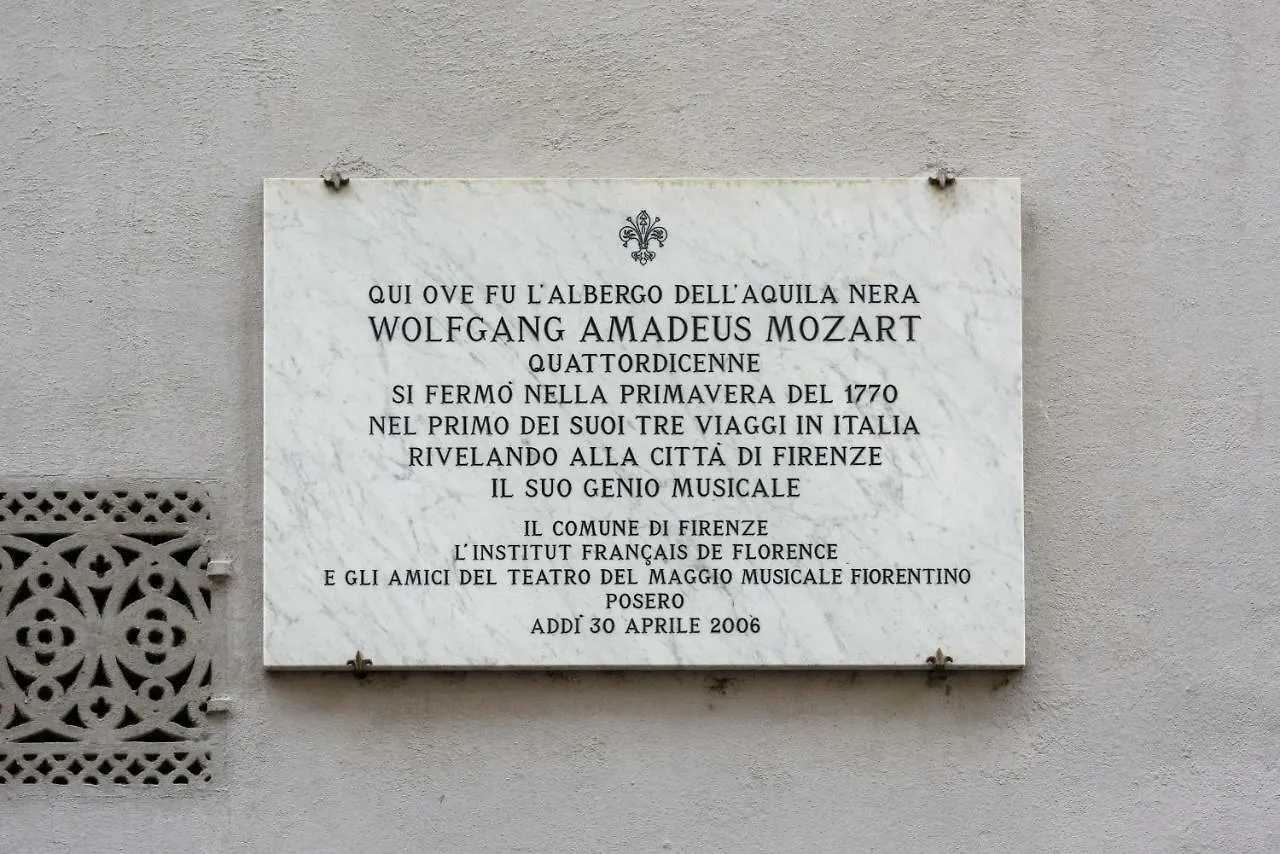 QUI OVE FU L'ALBERGO DELL'AQUILA NERA
WOLFGANG AMADEUS MOZART
QUATTORDICENNE
SI FERMÒ NELLA PRIMAVERA DEL 1770
NEL PRIMO DEI SUOI TRE VIAGGI IN ITALIA
RIVELANDO ALLA CITTÀ DI FIRENZE
IL SUO GENIO MUSICALE
IL COMUNE DI FIRENZE
L'INSTITUT FRANÇAIS DE FLORENCE
E GLI AMICI DEL TEATRO DEL MAGGIO MUSICALE FIORENTINO
POSERO
ADDÌ 30 APRILE 2006